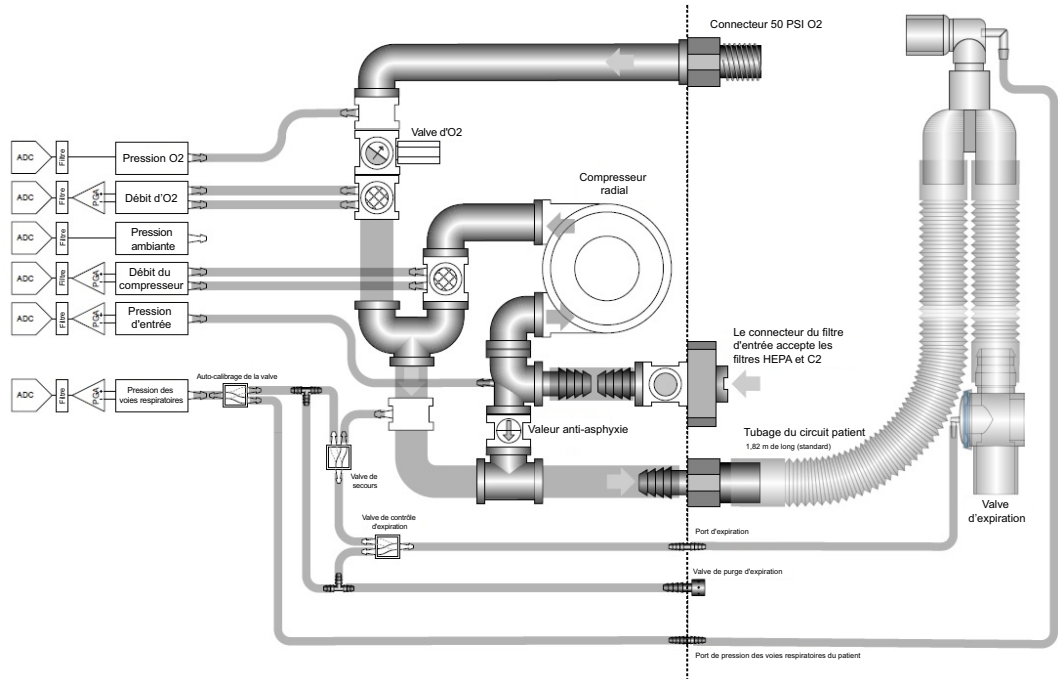 Connecteur 50 PSI O2
Valve d'O2
ADC
Filtre
Pression O2
Compresseur
radial
ADC
Filtre
PGA
Débit d'O2
ADC
Filtre
Pression
ambiante
ADC
Filtre
PGA
Débit du
compresseur
ADC
Filtre
PGA
Pression
d'entrée
Le connecteur du filtre
d'entrée accepte les
filtres HEPA et C2
Auto-calibrage de la valve
ADC
Filtre
PGA
Pression des
voies respiratoires
Valeur anti-asphyxie
Tubage du circuit patient
1,82 m de long (standard)
Valve de
secours
Valve
d'expiration
Valve de contrôle
d'expiration
Port d'expiration
Valve de purge d'expiration
Port de pression des voies respiratoires du patient